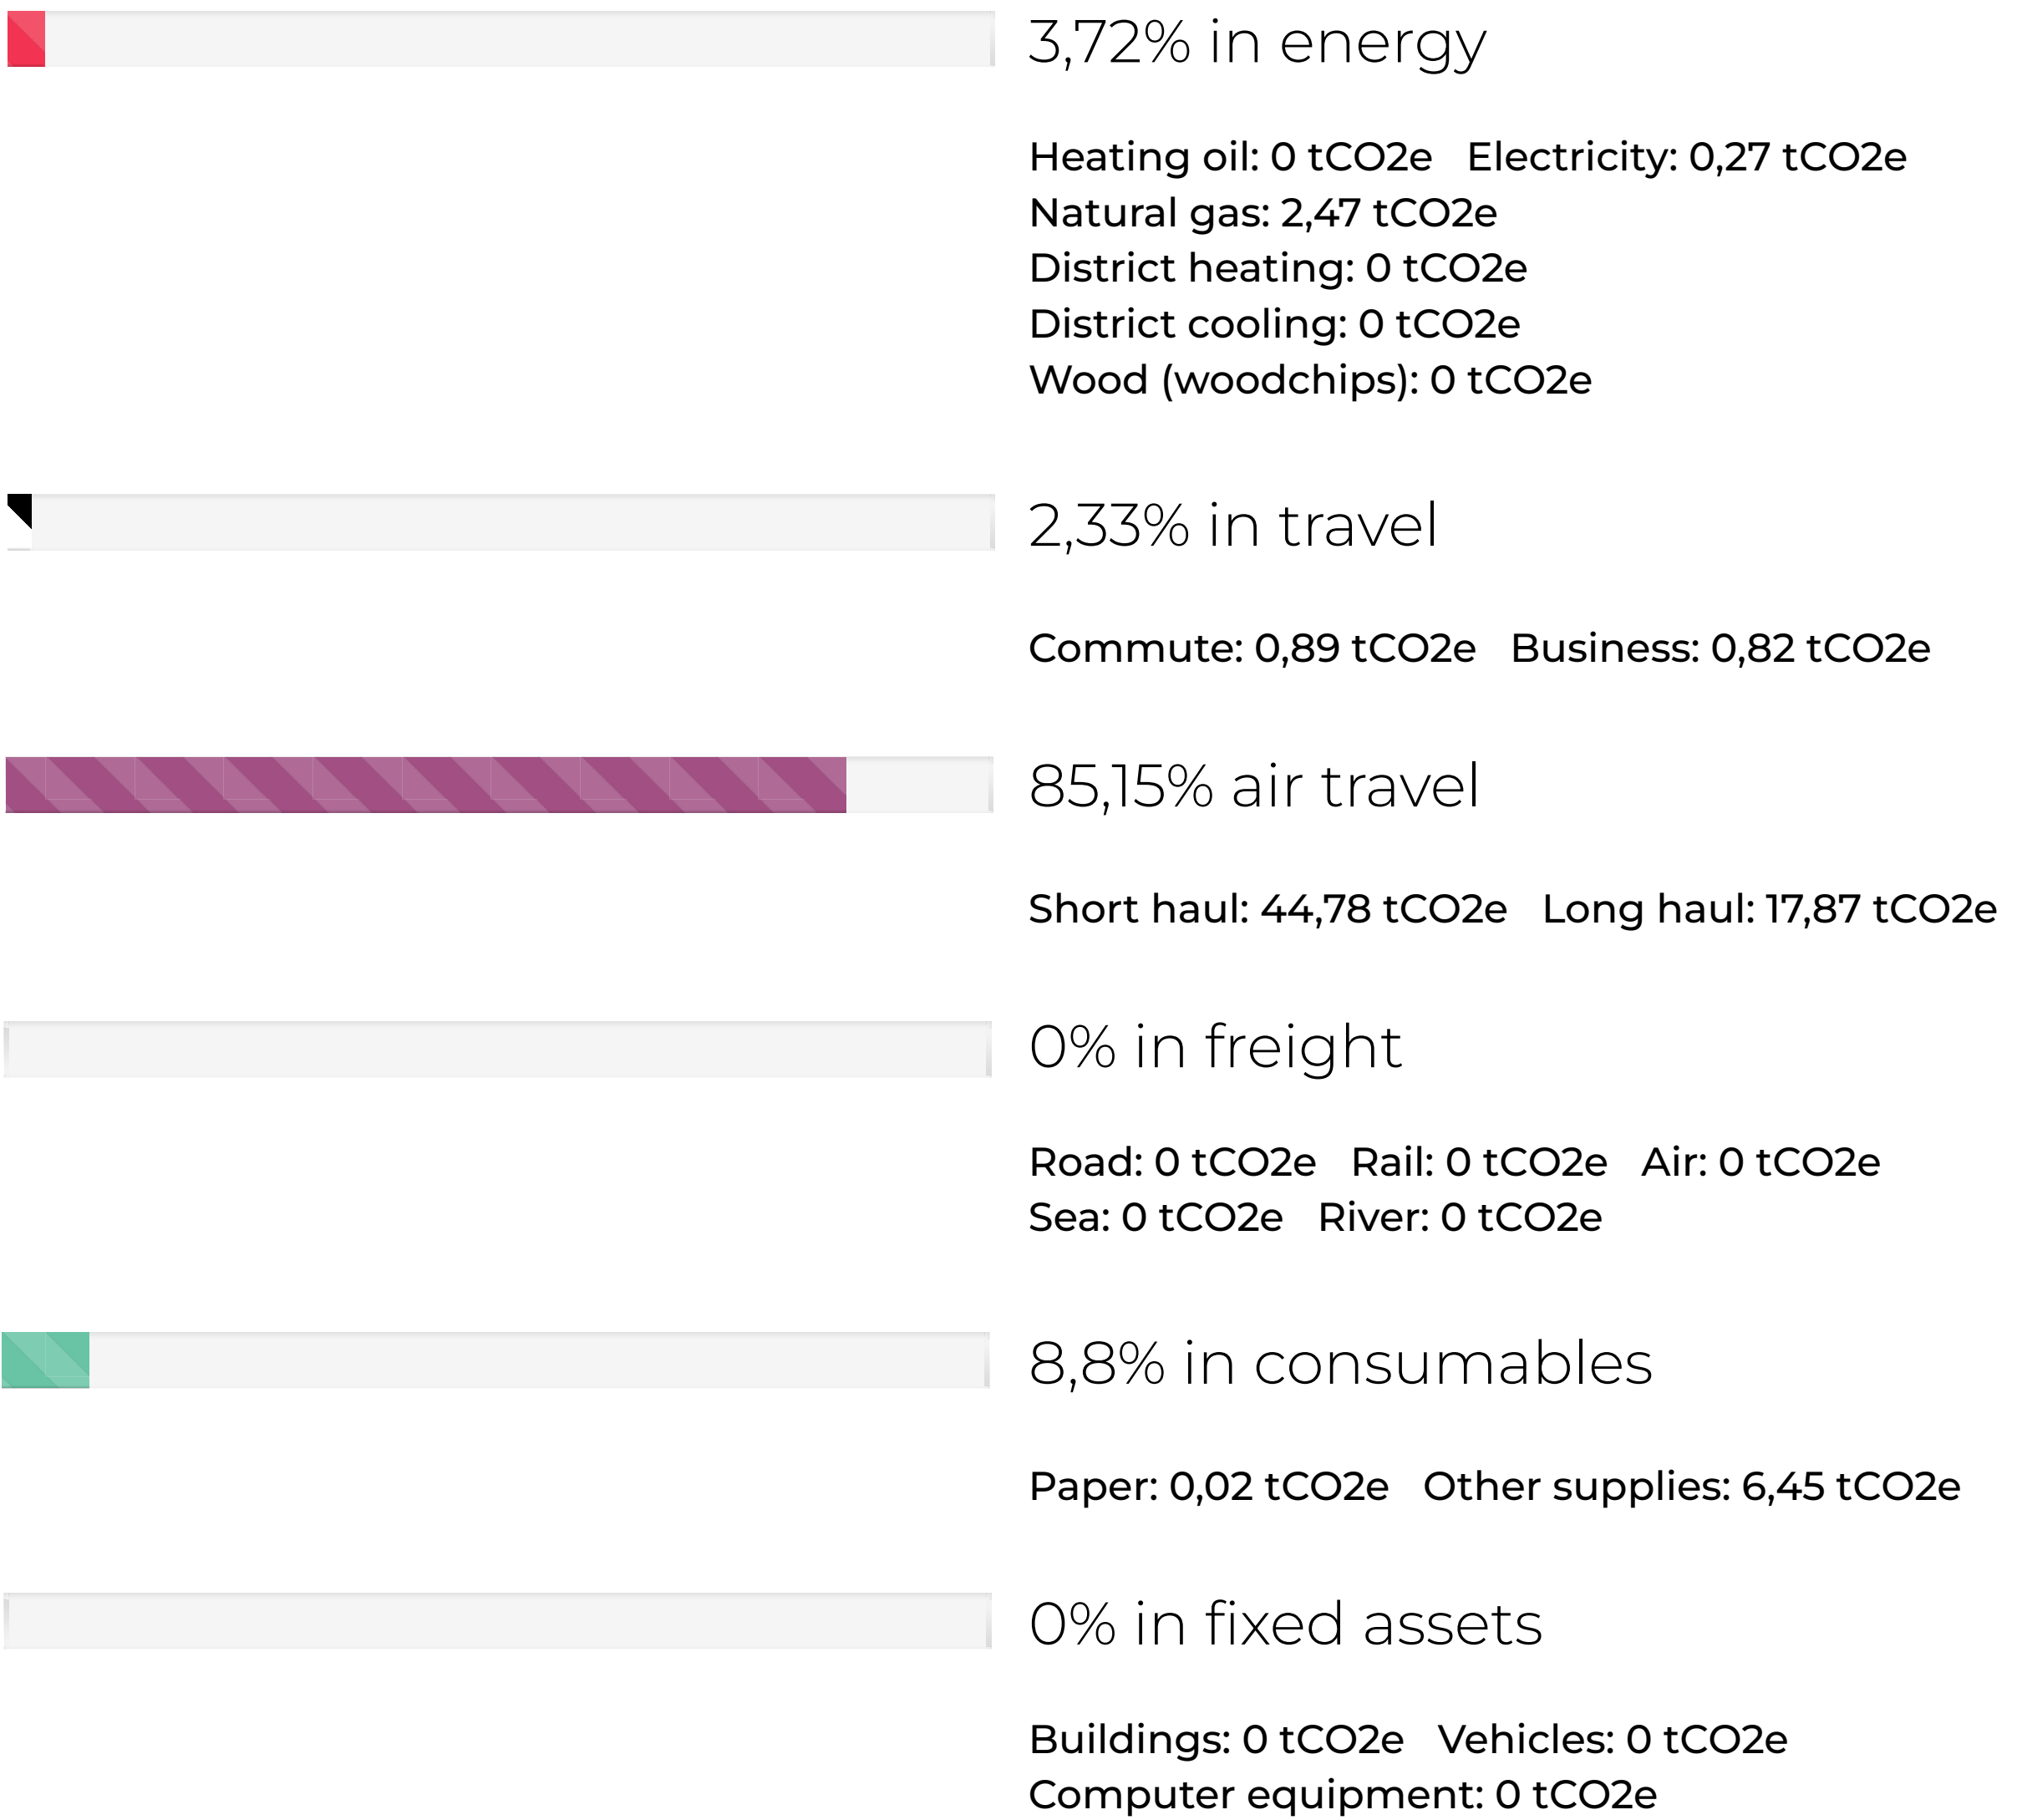 3,72% in energy
Heating oil: 0 tCO2e Electricity: 0,27 tCO2e
Natural gas: 2,47 tCO2e
District heating: 0 tCO2e
District cooling: 0 tCO2e
Wood (woodchips): 0 tCO2e
2,33% in travel
Commute: 0,89 tCO2e Business: 0,82 tCO2e
85,15% air travel
Short haul: 44,78 tCO2e Long haul: 17,87 tCO2e
0% in freight
Road: 0 tCO2e Rail: 0 tCO2e Air: 0 tCO2e
Sea: 0 tCO2e River: 0 tCO2e
8,8% in consumables
Paper: 0,02 tCO2e Other supplies: 6,45 tCO2e
0% in fixed assets
Buildings: 0 tCO2e Vehicles: 0 tCO2e
Computer equipment: 0 tCO2e